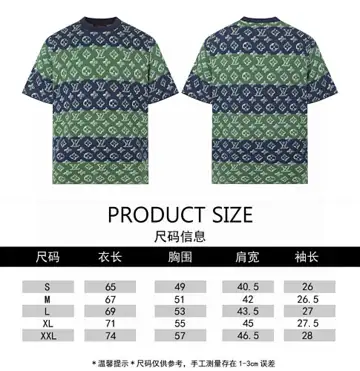 PRODUCT SIZE
尺码信息
尺码 衣长 胸围 肩宽 袖长
S 65 49 40.5 26
M 67 51 42 26.5
L 69 53 43.5 27
XL 71 55 45 27.5
XXL 74 57 46.5 28
*温馨提示*尺码仅供参考，手工测量存在1-3cm误差